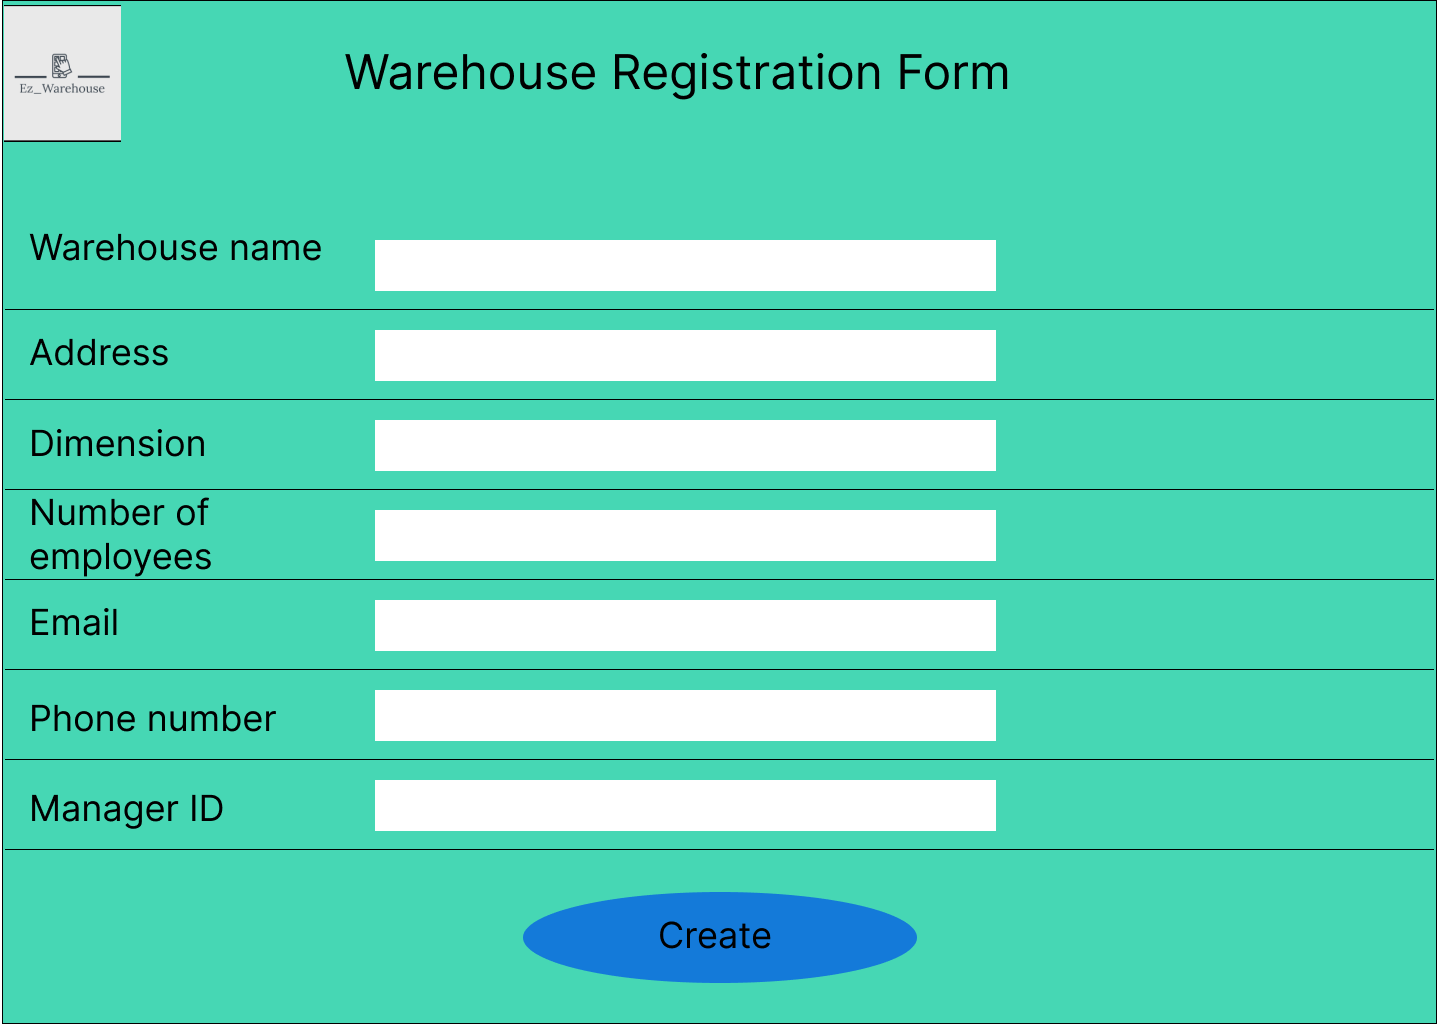 Ez_Warehouse
Warehouse Registration Form
Warehouse name
Address
Dimension
Number of
employees
Email
Phone number
Manager ID
Create